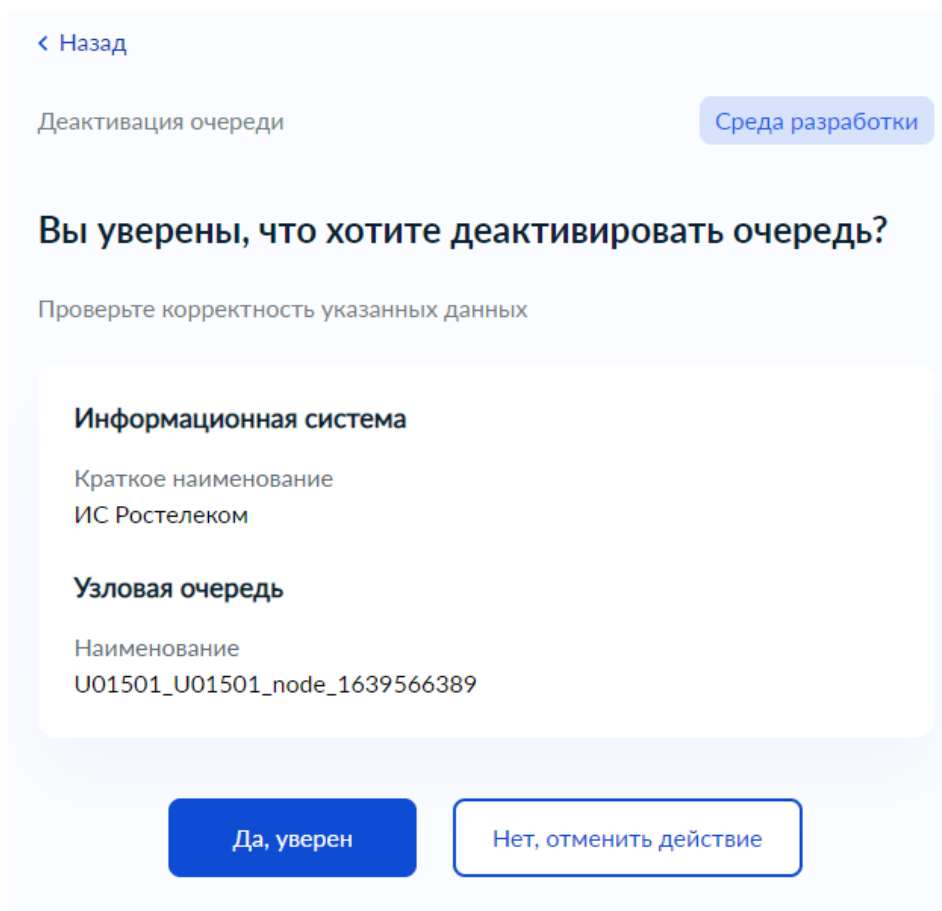 Назад
Деактивация очереди
Среда разработки
Вы уверены, что хотите деактивировать очередь?
Проверьте корректность указанных данных
Информационная система
Краткое наименование
ИС Ростелеком
Узловая очередь
Наименование
U01501_U01501_node_1639566389
Да, уверен
Нет, отменить действие